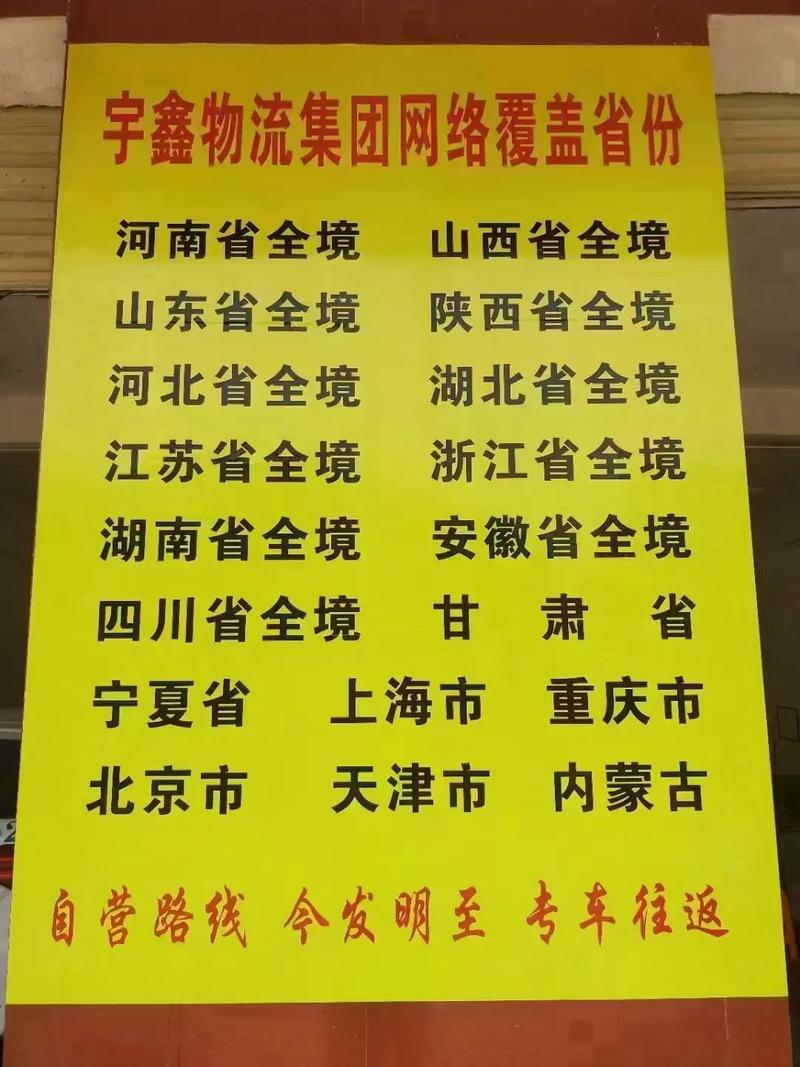 宇鑫物流集团网络覆盖省份
河南省全境 山西省全境
山东省全境 陕西省全境
河北省全境 湖北省全境
江苏省全境 浙江省全境
湖南省全境 安徽省全境
四川省全境 甘肃省
宁夏省 上海市 重庆市
北京市 天津市 内蒙古
自营路线 今发明至 专车往返